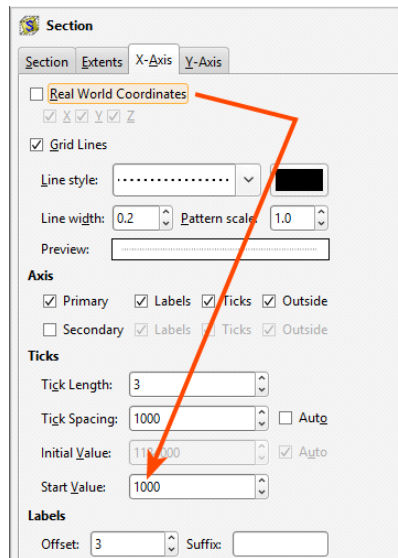 Section
Section Extents X-Axis Y-Axis
Real World Coordinates
X Y Z
Grid Lines
Line style:
Line width: 0.2 Pattern scale: 1.0
Preview:
Axis
Primary Labels Ticks Outside
Secondary Labels Ticks Outside
Ticks
Tick Length: 3
Tick Spacing: 1000 Auto
Initial Value: Auto
Start Value: 1000
Labels
Offset: 3 Suffix: